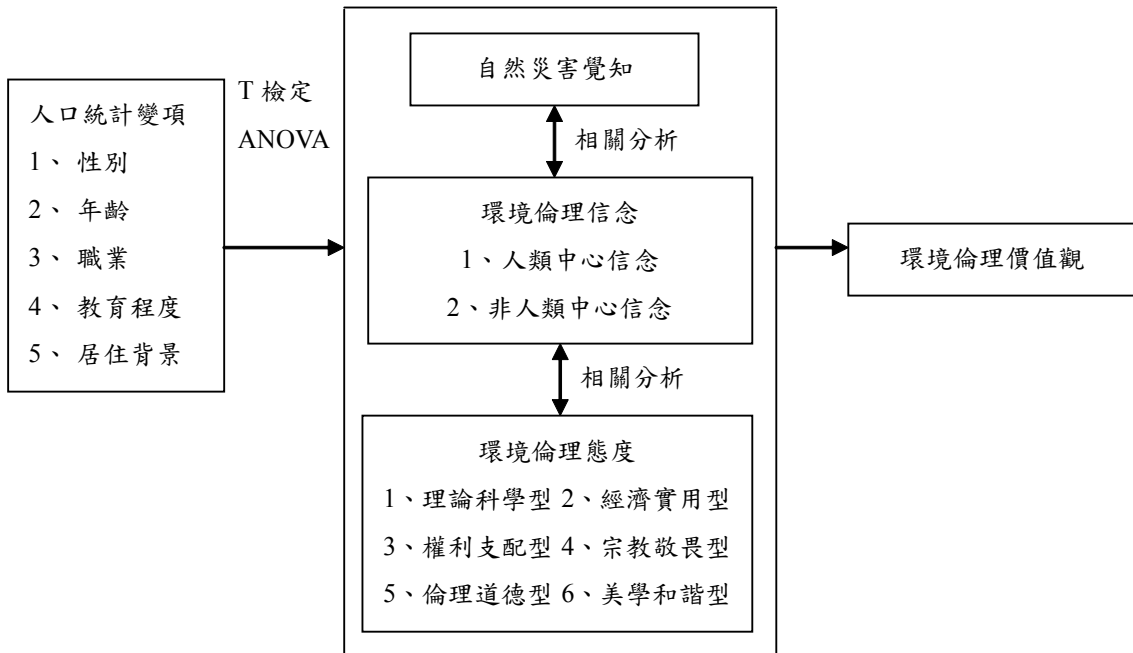 人口統計變項
1、 性別
2、 年齡
3、 職業
4、 教育程度
5、 居住背景
T 檢定
ANOVA
自然災害覺知
相關分析
環境倫理信念
1、人類中心信念
2、非人類中心信念
相關分析
環境倫理態度
1、理論科學型 2、經濟實用型
3、權利支配型 4、宗教敬畏型
5、倫理道德型 6、美學和諧型
環境倫理價值觀